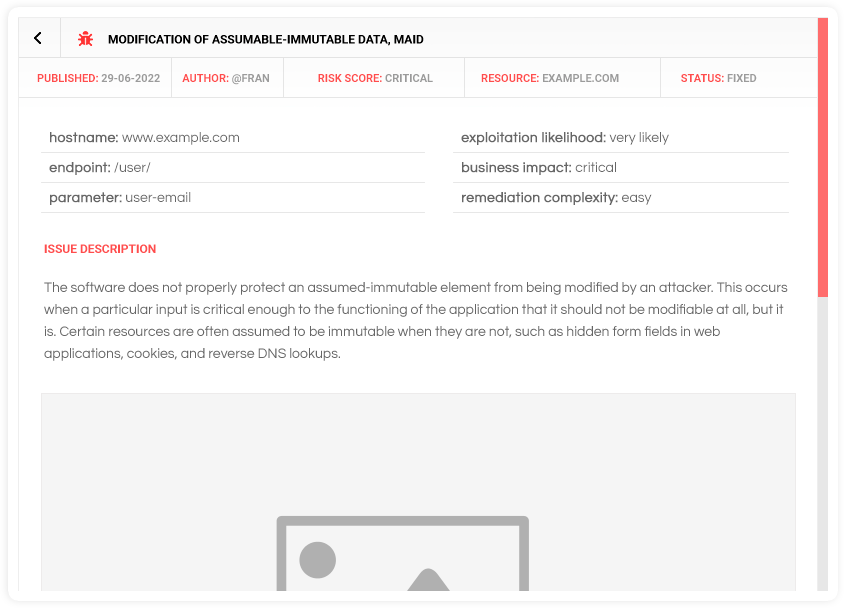 MODIFICATION OF ASSUMABLE-IMMUTABLE DATA, MAID
PUBLISHED: 29-06-2022 AUTHOR: @FRAN RISK SCORE: CRITICAL RESOURCE: EXAMPLE.COM STATUS: FIXED
hostname: www.example.com
endpoint: /user/
parameter: user-email
exploitation likelihood: very likely
business impact: critical
remediation complexity: easy
ISSUE DESCRIPTION
The software does not properly protect an assumed-immutable element from being modified by an attacker. This occurs
when a particular input is critical enough to the functioning of the application that it should not be modifiable at all, but it
is. Certain resources are often assumed to be immutable when they are not, such as hidden form fields in web
applications, cookies, and reverse DNS lookups.